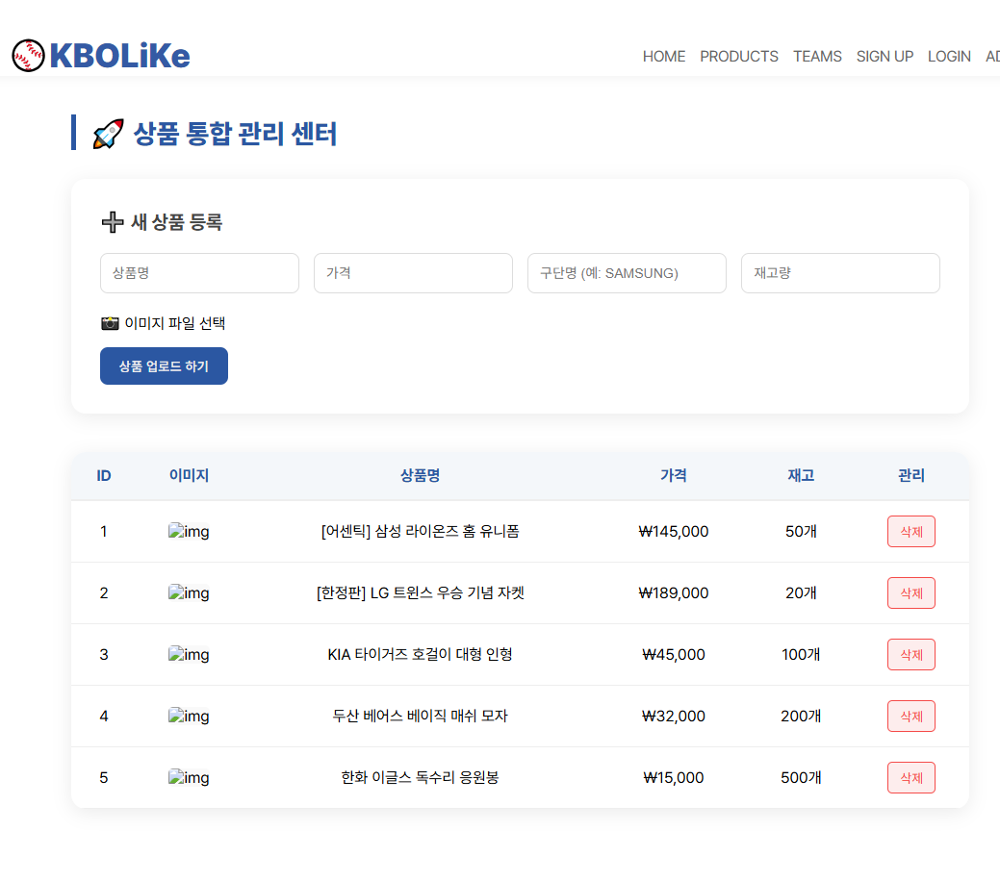 KBOLiKe
HOME PRODUCTS TEAMS SIGN UP LOGIN AD
🚀 상품 통합 관리 센터
➕ 새 상품 등록
상품명 가격 구단명 (예: SAMSUNG) 재고량
📸 이미지 파일 선택
상품 업로드 하기
ID 이미지 상품명 가격 재고 관리
1 img [어센틱] 삼성 라이온즈 홈 유니폼 ₩145,000 50개 삭제
2 img [한정판] LG 트윈스 우승 기념 자켓 ₩189,000 20개 삭제
3 img KIA 타이거즈 호걸이 대형 인형 ₩45,000 100개 삭제
4 img 두산 베어스 베이직 매쉬 모자 ₩32,000 200개 삭제
5 img 한화 이글스 독수리 응원봉 ₩15,000 500개 삭제